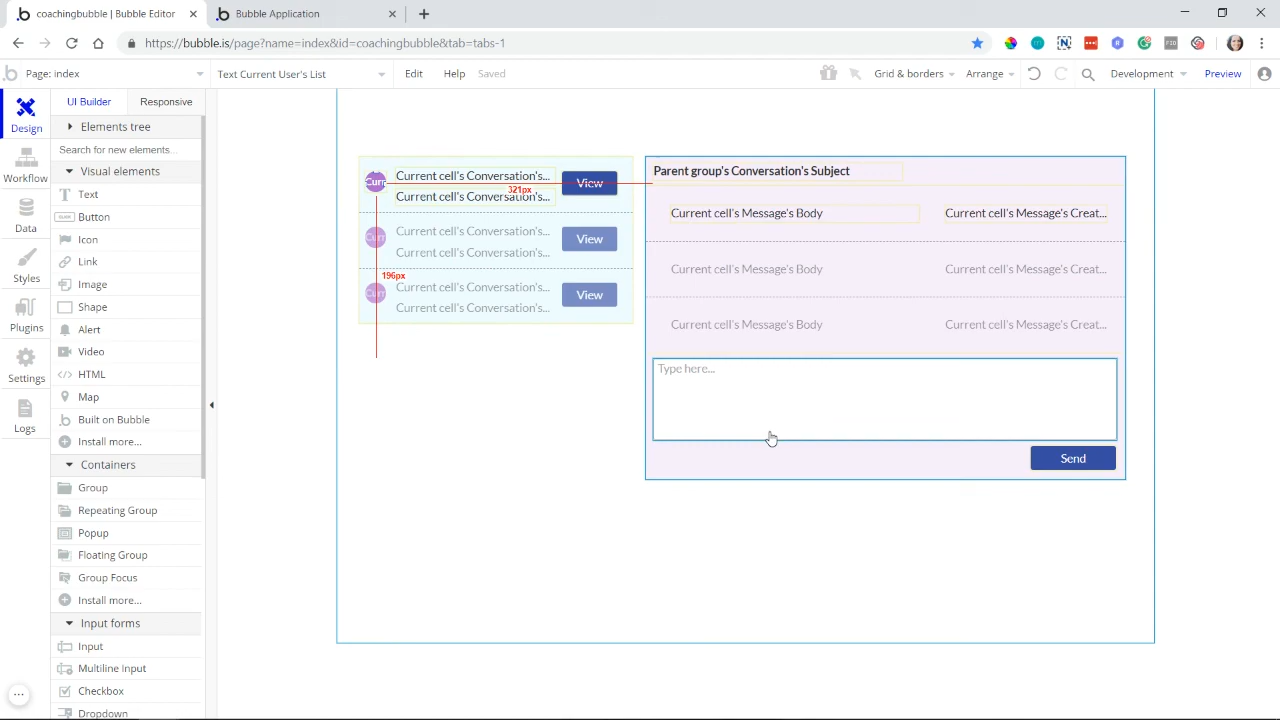 coachingbubble | Bubble Editor
Bubble Application
https://bubble.is/page?name=index&id=coachingbubble&tab=tabs-1
Page: index
Text Current User's List
Edit
Help
Saved
Grid & borders
Arrange
Development
Preview
Design
Workflow
Data
Styles
Plugins
Settings
Logs
UI Builder
Responsive
Elements tree
Search for new elements...
Visual elements
Text
CLICK
Button
Icon
Link
Image
Shape
Alert
Video
HTML
Map
Built on Bubble
Install more...
Containers
Group
Repeating Group
Popup
Floating Group
Group Focus
Install more...
Input forms
Input
Multiline Input
Checkbox
Dropdown
Curr
Current cell's Conversation's...
321px
Current cell's Conversation's...
View
Curr
Current cell's Conversation's...
Current cell's Conversation's...
View
196px
Curr
Current cell's Conversation's...
Current cell's Conversation's...
View
Parent group's Conversation's Subject
Current cell's Message's Body
Current cell's Message's Creat...
Current cell's Message's Body
Current cell's Message's Creat...
Current cell's Message's Body
Current cell's Message's Creat...
Type here...
Send